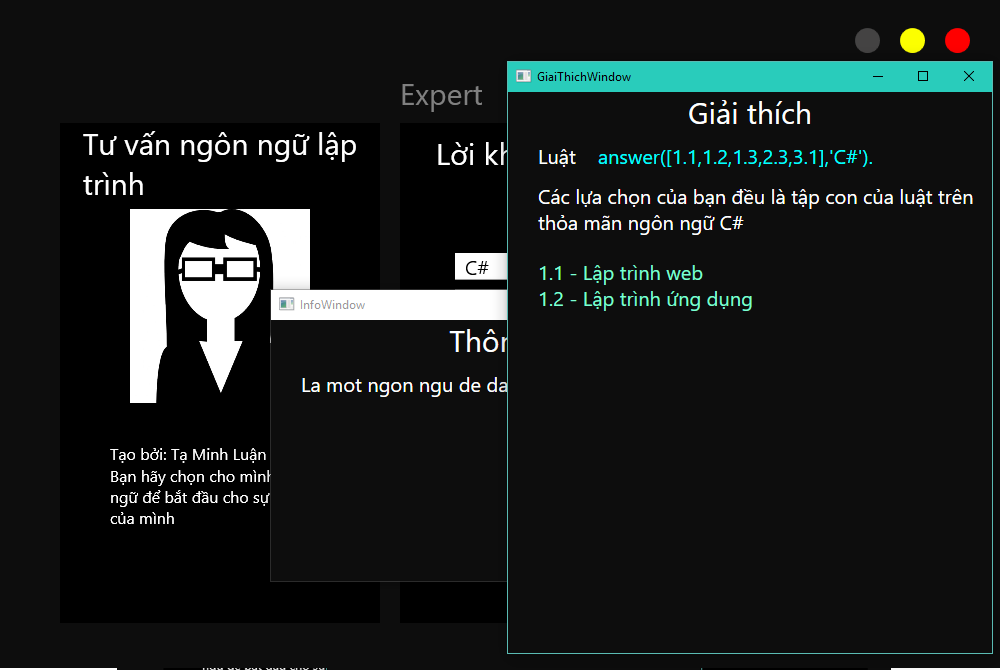 Expert
Tư vấn ngôn ngữ lập
trình
Tạo bởi: Tạ Minh Luận
Bạn hãy chọn cho mình
ngữ để bắt đầu cho sự
của mình
Lời kh
C#
InfoWindow
Thôn
La mot ngon ngu de da
GiaiThichWindow
Giải thích
Luật answer([1.1,1.2,1.3,2.3,3.1],'C#').
Các lựa chọn của bạn đều là tập con của luật trên
thỏa mãn ngôn ngữ C#
1.1 - Lập trình web
1.2 - Lập trình ứng dụng